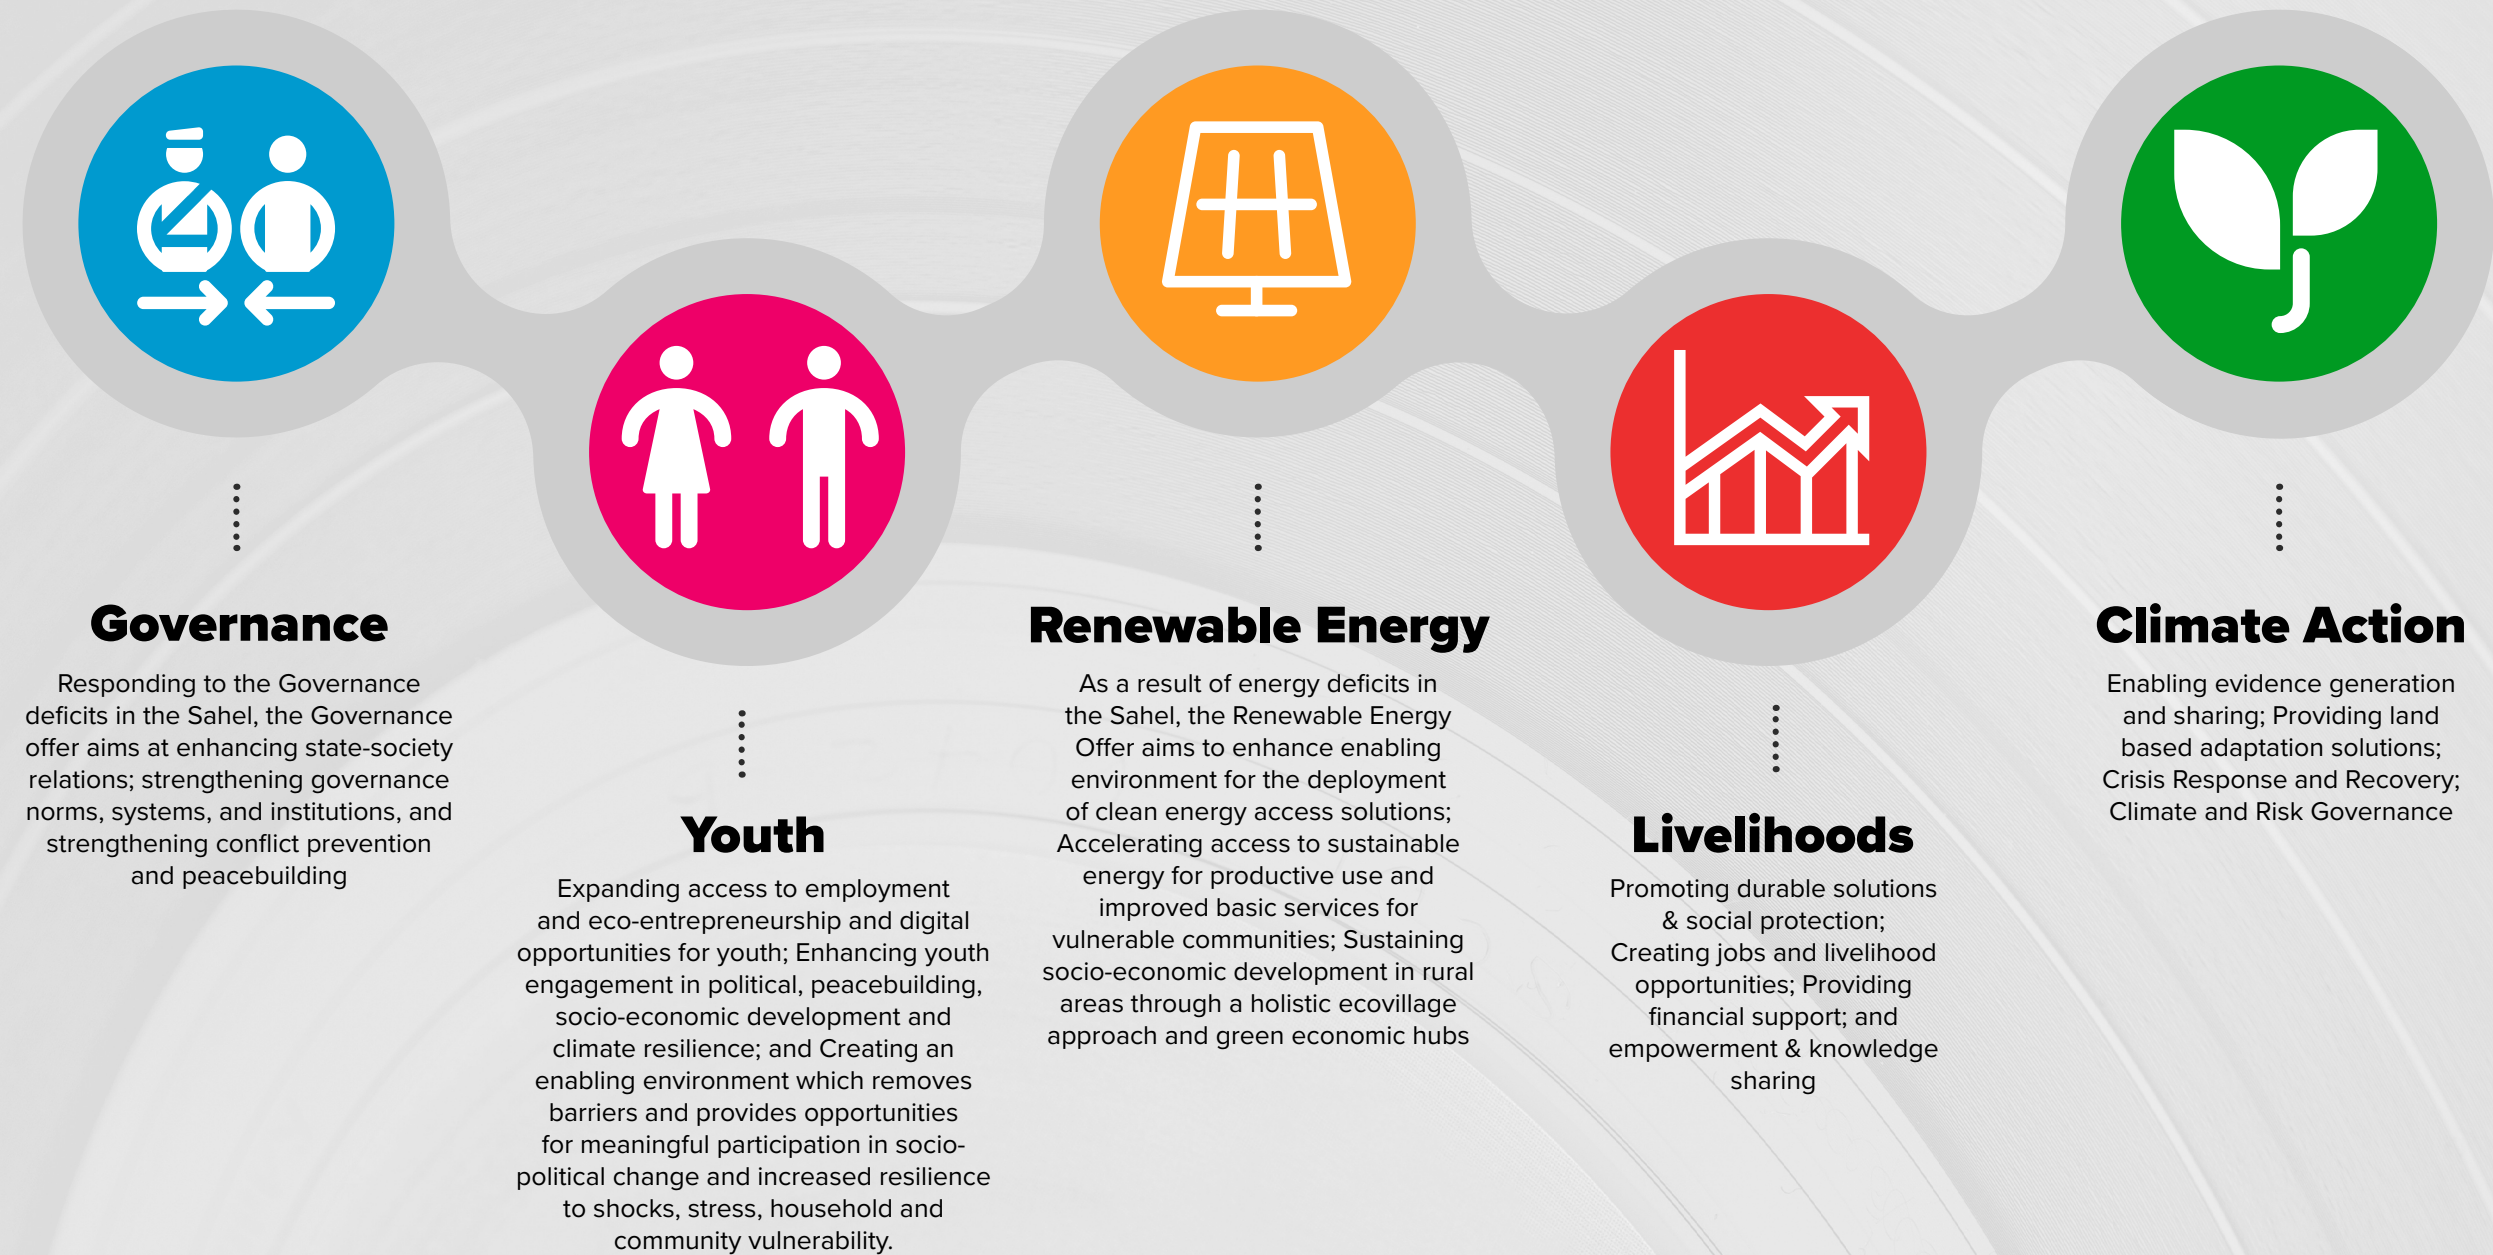 Governance
Responding to the Governance
deficits in the Sahel, the Governance
offer aims at enhancing state-society
relations; strengthening governance
norms, systems, and institutions, and
strengthening conflict prevention
and peacebuilding
Youth
Expanding access to employment
and eco-entrepreneurship and digital
opportunities for youth; Enhancing youth
engagement in political, peacebuilding,
socio-economic development and
climate resilience; and Creating an
enabling environment which removes
barriers and provides opportunities
for meaningful participation in socio-
political change and increased resilience
to shocks, stress, household and
community vulnerability.
Renewable Energy
As a result of energy deficits in
the Sahel, the Renewable Energy
Offer aims to enhance enabling
environment for the deployment
of clean energy access solutions;
Accelerating access to sustainable
energy for productive use and
improved basic services for
vulnerable communities; Sustaining
socio-economic development in rural
areas through a holistic ecovillage
approach and green economic hubs
Livelihoods
Promoting durable solutions
& social protection;
Creating jobs and livelihood
opportunities; Providing
financial support; and
empowerment & knowledge
sharing
Climate Action
Enabling evidence generation
and sharing; Providing land
based adaptation solutions;
Crisis Response and Recovery;
Climate and Risk Governance